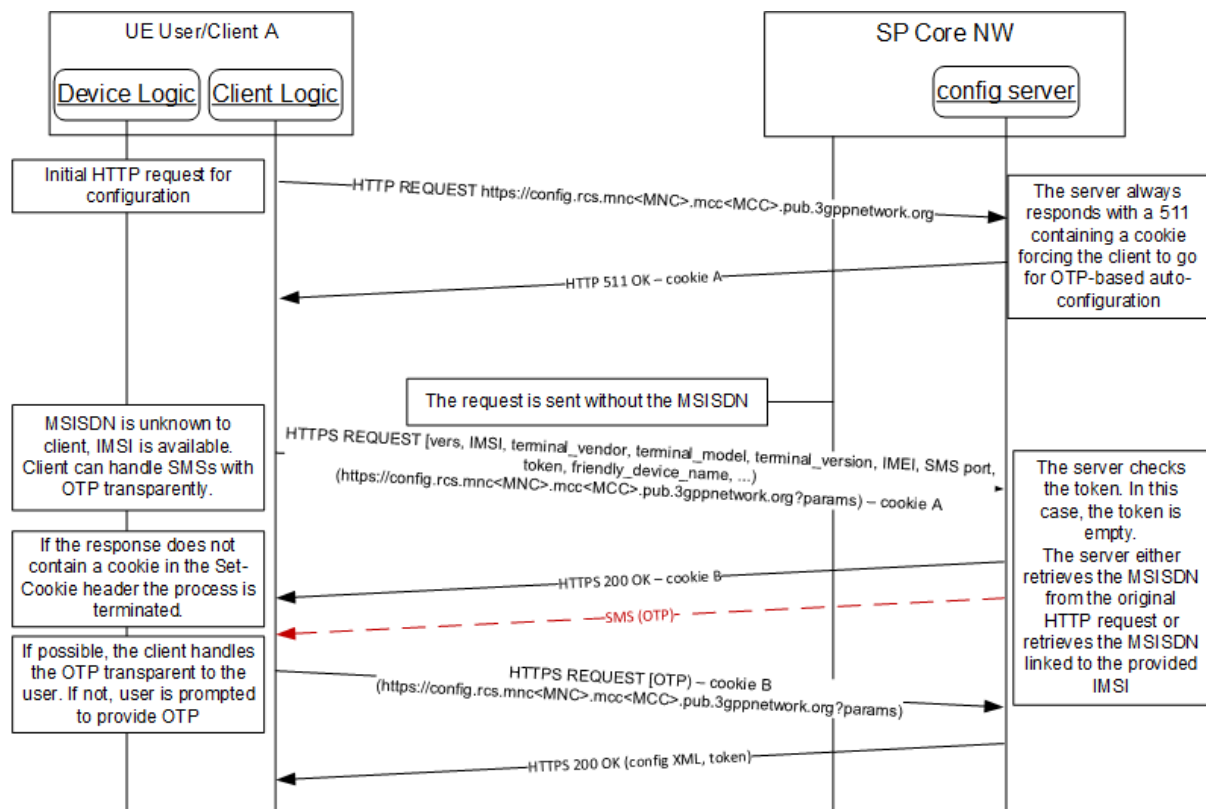 UE User/Client A
SP Core NW
Device Logic
Client Logic
config server
Initial HTTP request for
configuration
HTTP REQUEST https://config.rcs.mnc<MNC>.mcc<MCC>.pub.3gppnetwork.org
The server always
responds with a 511
containing a cookie
forcing the client to go
for OTP-based auto-
configuration
HTTP 511 OK – cookie A
The request is sent without the MSISDN
MSISDN is unknown to
client, IMSI is available.
Client can handle SMSs with
OTP transparently.
HTTPS REQUEST [vers, IMSI, terminal_vendor, terminal_model, terminal_version, IMEI, SMS port,
token, friendly_device_name, ...)
(https://config.rcs.mnc<MNC>.mcc<MCC>.pub.3gppnetwork.org?params) – cookie A
The server checks
the token. In this
case, the token is
empty.
The server either
retrieves the MSISDN
from the original
HTTP request or
retrieves the MSISDN
linked to the provided
IMSI
If the response does not
contain a cookie in the Set-
Cookie header the process is
terminated.
HTTPS 200 OK – cookie B
SMS (OTP)
If possible, the client handles
the OTP transparent to the
user. If not, user is prompted
to provide OTP
HTTPS REQUEST [OTP) – cookie B
(https://config.rcs.mnc<MNC>.mcc<MCC>.pub.3gppnetwork.org?params)
HTTPS 200 OK (config XML, token)